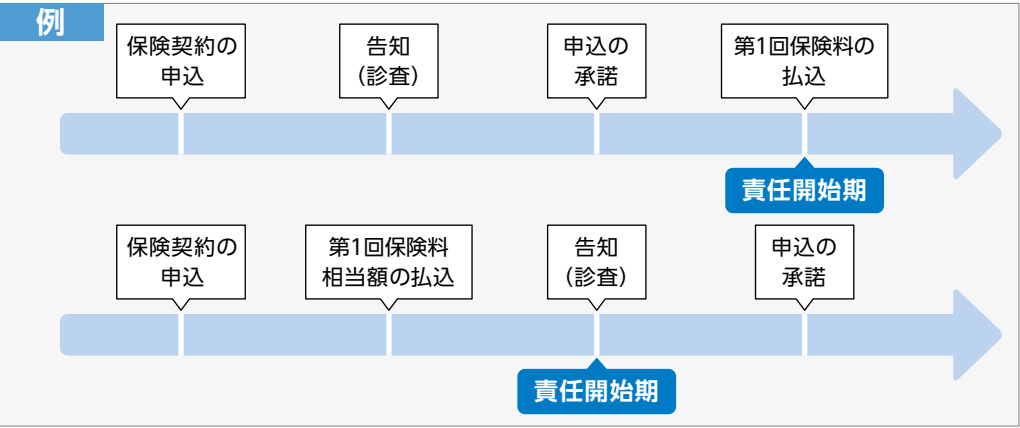 例
保険契約の
申込
告知
（診査）
申込の
承諾
第1回保険料の
払込
責任開始期
保険契約の
申込
第1回保険料
相当額の払込
告知
（診査）
申込の
承諾
責任開始期